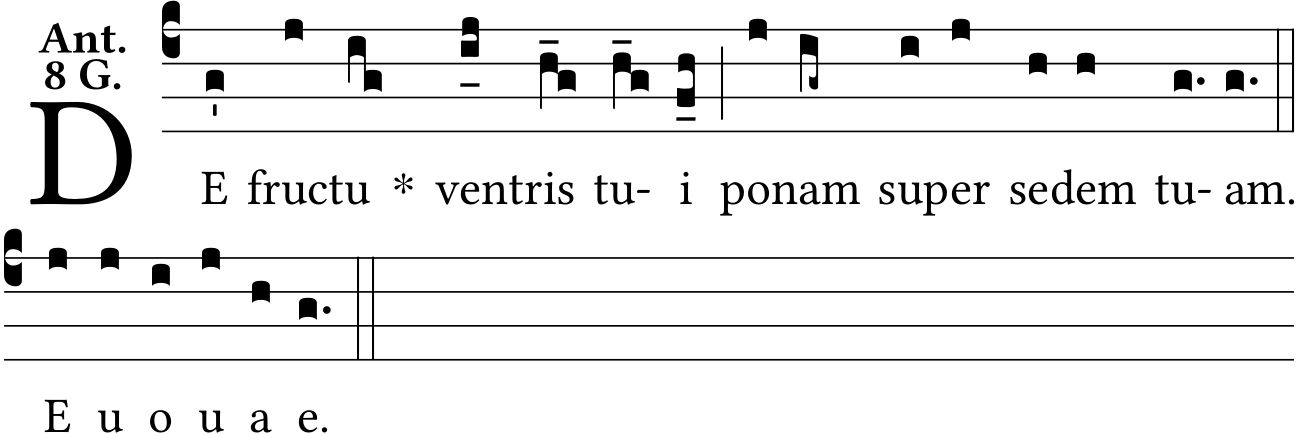 Ant.
8 G.
DE fructu * ventris tu- i ponam super sedem tu- am.
E u o u a e.